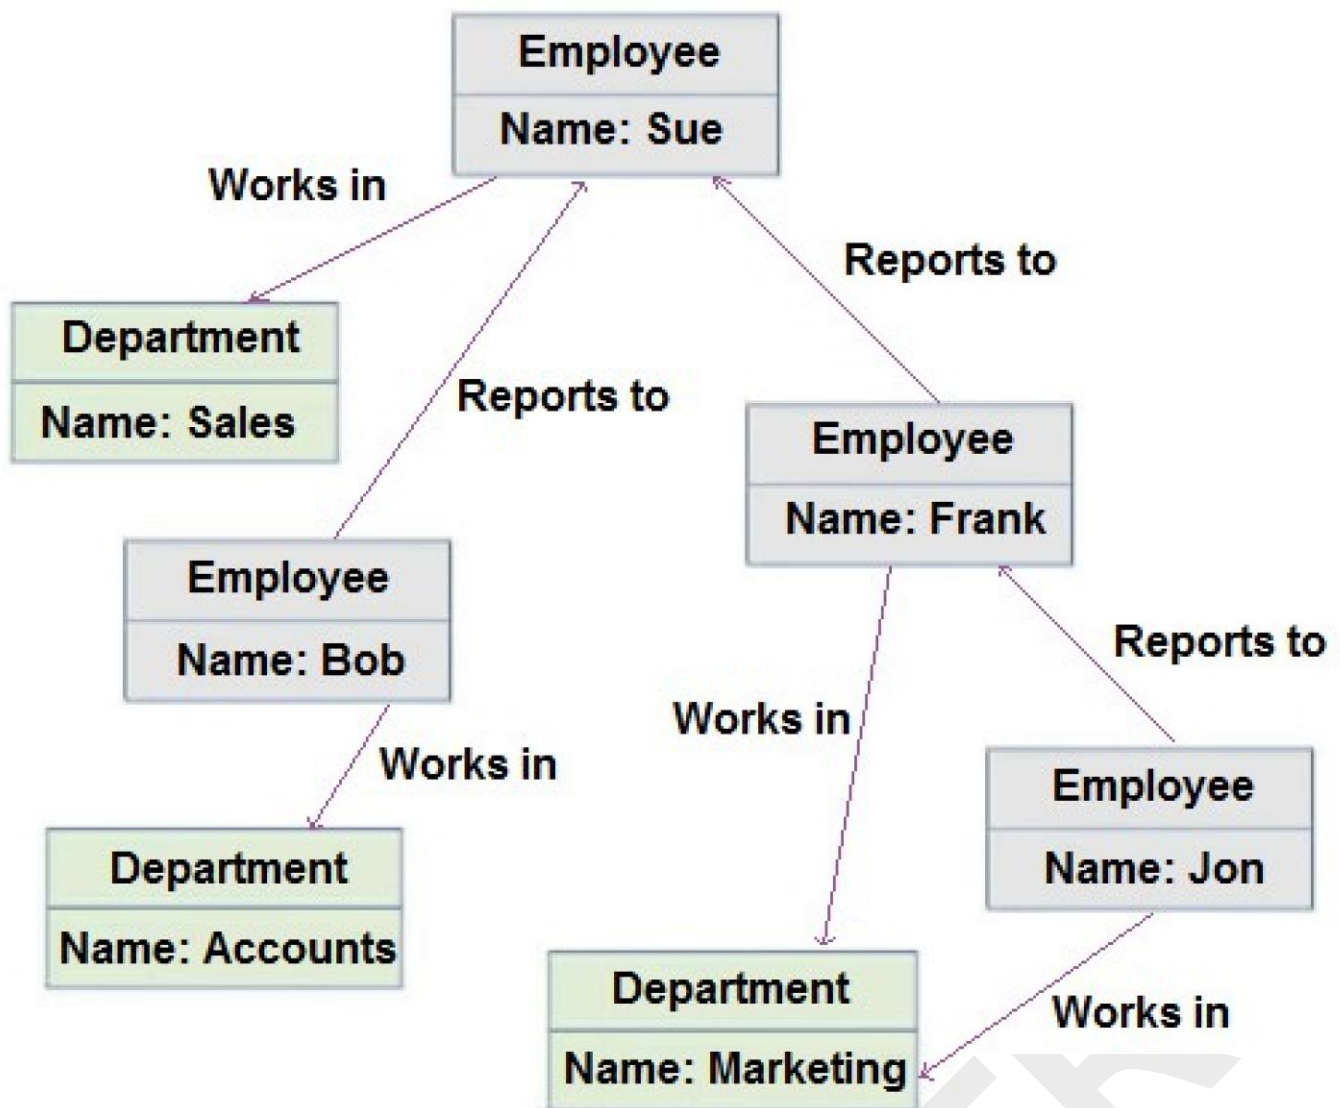 Employee
Name: Sue
Works in
Reports to
Department
Name: Sales
Reports to
Employee
Name: Frank
Employee
Name: Bob
Reports to
Works in
Works in
Employee
Name: Jon
Department
Name: Accounts
Department
Name: Marketing
Works in